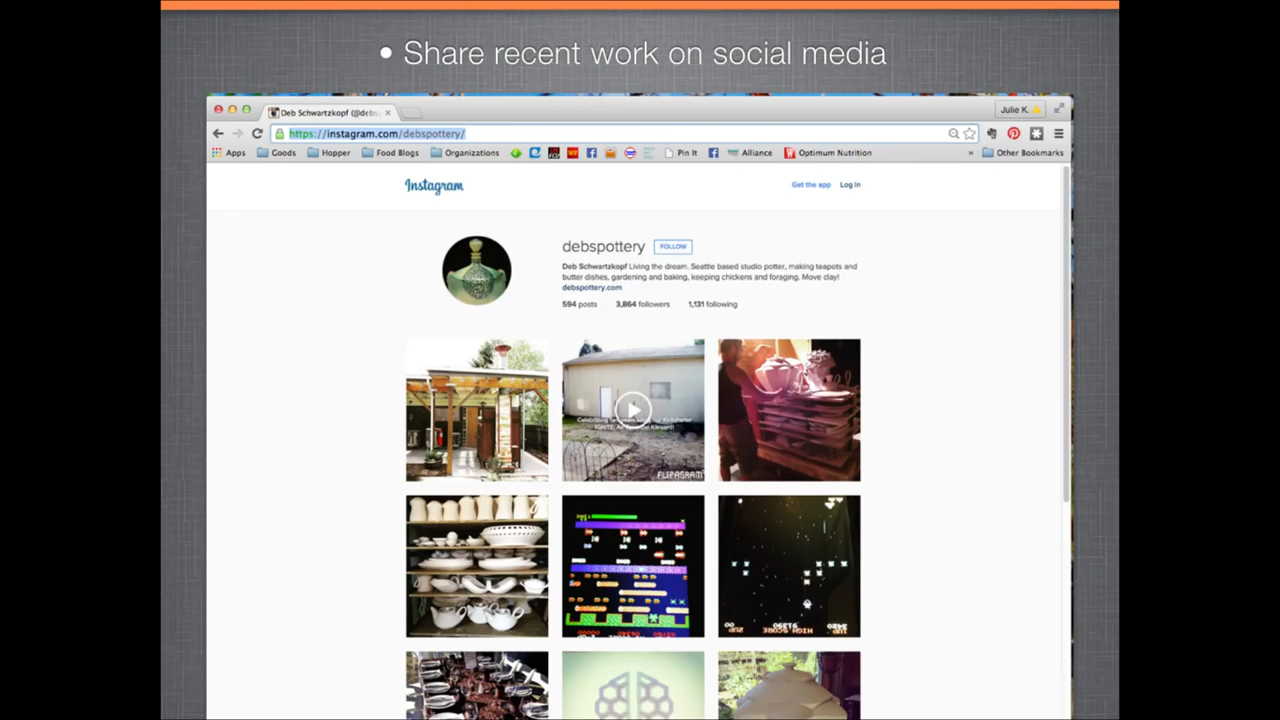 • Share recent work on social media
Deb Schwartzkopf (@debs
Julie K.
https://instagram.com/debspottery/
Apps Goods Hopper Food Blogs Organizations Pin It Alliance Optimum Nutrition » Other Bookmarks
Instagram
Get the app Log in
debspottery FOLLOW
Deb Schwartzkopf Living the dream. Seattle based studio potter, making teapots and
butter dishes, gardening and baking, keeping chickens and foraging. Move clay!
debspottery.com
594 posts 3,864 followers 1,131 following
FLIPAGRAM
HIGH SCORE